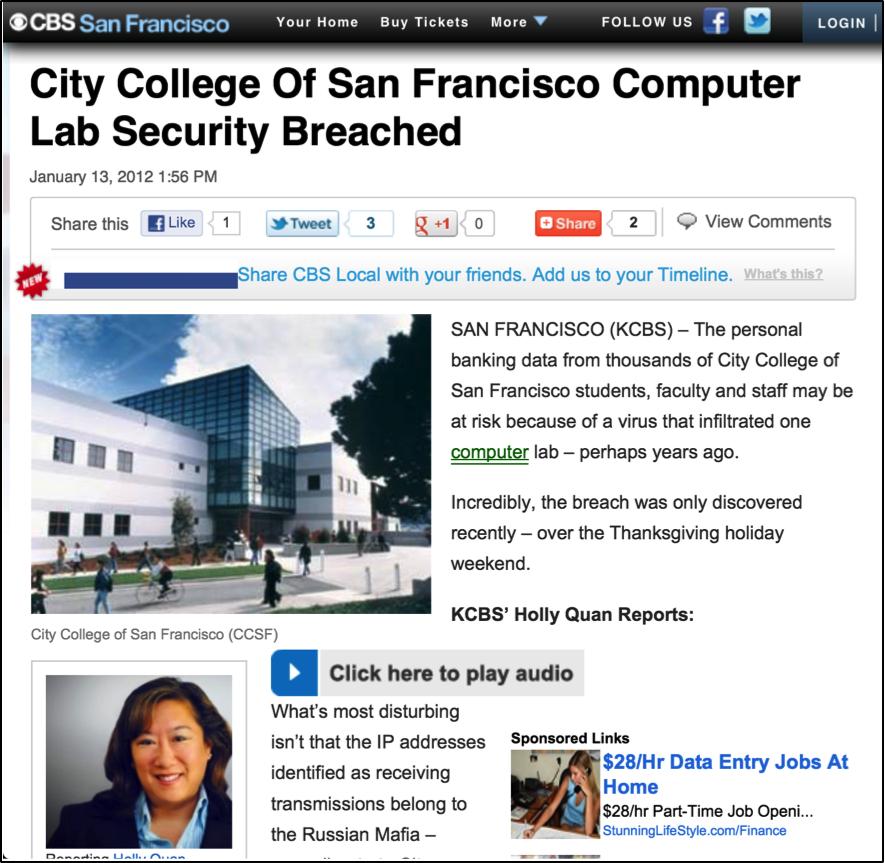 CBS San Francisco
Your Home Buy Tickets More FOLLOW US LOGIN
City College Of San Francisco Computer
Lab Security Breached
January 13, 2012 1:56 PM
Share this Like 1 Tweet 3 +1 0 Share 2 View Comments
NEW Share CBS Local with your friends. Add us to your Timeline. What's this?
SAN FRANCISCO (KCBS) – The personal
banking data from thousands of City College of
San Francisco students, faculty and staff may be
at risk because of a virus that infiltrated one
computer lab – perhaps years ago.
Incredibly, the breach was only discovered
recently – over the Thanksgiving holiday
weekend.
KCBS' Holly Quan Reports:
City College of San Francisco (CCSF)
Click here to play audio
What's most disturbing
isn't that the IP addresses
identified as receiving
transmissions belong to
the Russian Mafia –
Reporting Holly Quan
Sponsored Links
$28/Hr Data Entry Jobs At
Home
$28/hr Part-Time Job Openi...
StunningLifeStyle.com/Finance